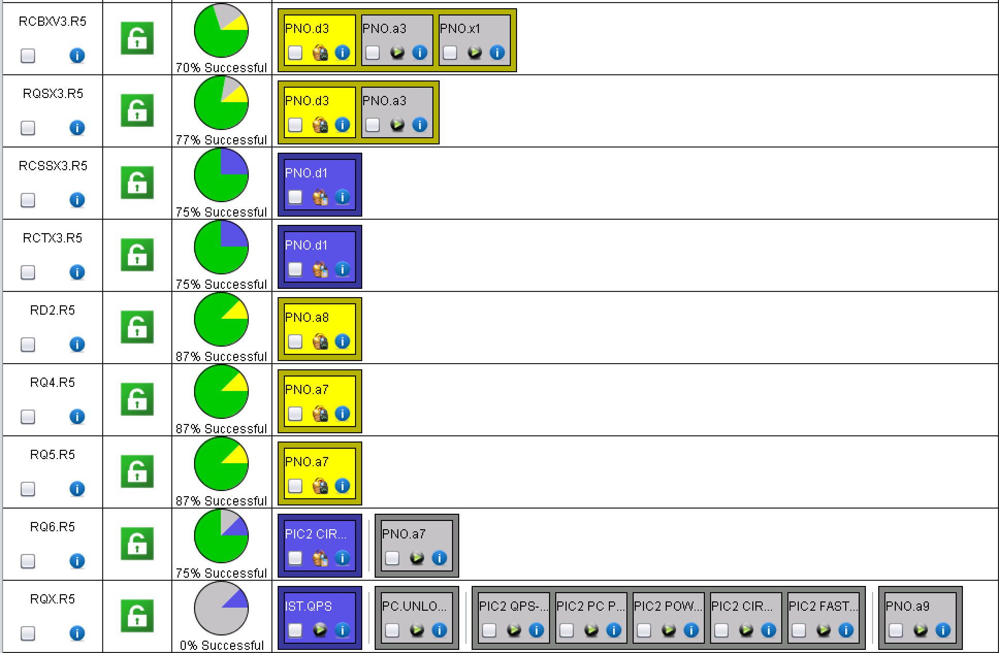 RCBXV3.R5
70% Successful
PNO.d3
PNO.a3
PNO.x1
RQSX3.R5
77% Successful
PNO.d3
PNO.a3
RCSSX3.R5
75% Successful
PNO.d1
RCTX3.R5
75% Successful
PNO.d1
RD2.R5
87% Successful
PNO.a8
RQ4.R5
87% Successful
PNO.a7
RQ5.R5
87% Successful
PNO.a7
RQ6.R5
75% Successful
PIC2 CIR...
PNO.a7
RQX.R5
0% Successful
IST.QPS
PC.UNLO...
PIC2 QPS-...
PIC2 PC P...
PIC2 POW...
PIC2 CIR...
PIC2 FAST...
PNO.a9